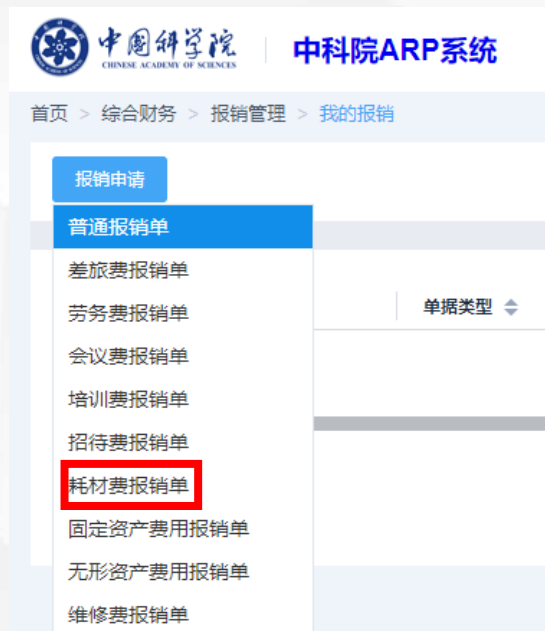 中国科学院
CHINESE ACADEMY OF SCIENCES
中科院ARP系统
首页 > 综合财务 > 报销管理 > 我的报销
报销申请
普通报销单
差旅费报销单
劳务费报销单
单据类型
会议费报销单
培训费报销单
招待费报销单
耗材费报销单
固定资产费用报销单
无形资产费用报销单
维修费报销单